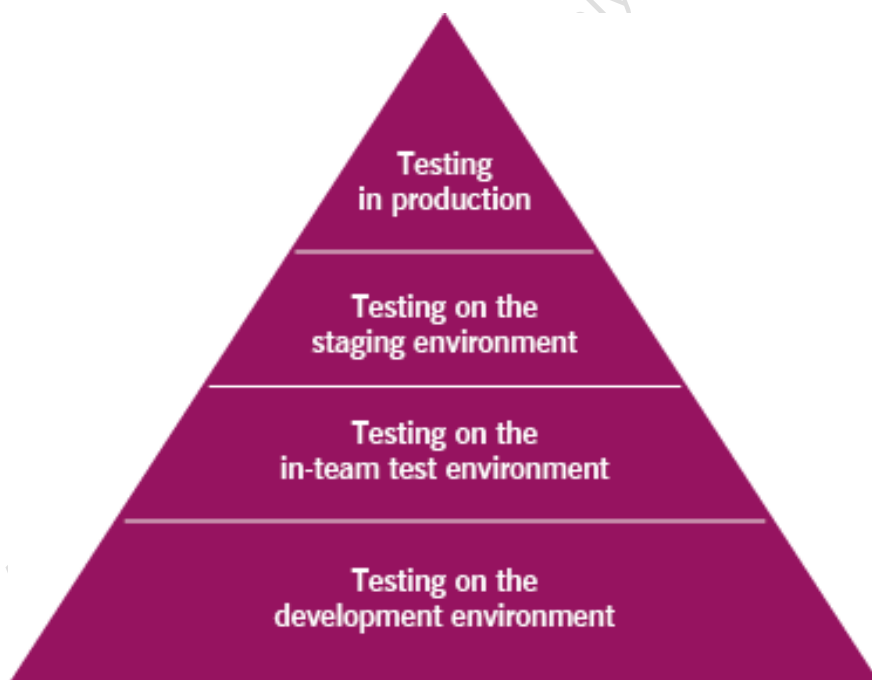 Testing
in production
Testing on the
staging environment
Testing on the
in-team test environment
Testing on the
development environment